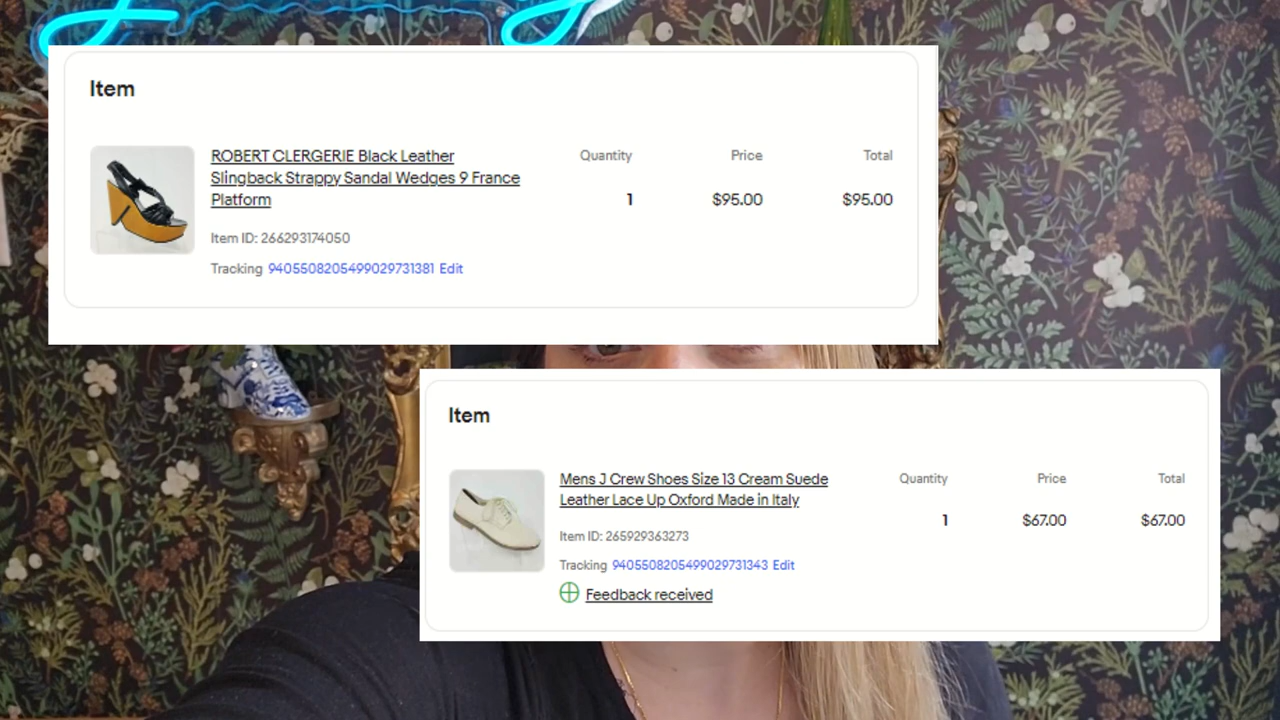 Item
ROBERT CLERGERIE Black Leather
Slingback Strappy Sandal Wedges 9 France
Platform
Quantity
Price
Total
1
$95.00
$95.00
Item ID: 266293174050
Tracking 9405508205499029731381 Edit
Item
Mens J Crew Shoes Size 13 Cream Suede
Leather Lace Up Oxford Made in Italy
Quantity
Price
Total
1
$67.00
$67.00
Item ID: 265929363273
Tracking 9405508205499029731343 Edit
Feedback received